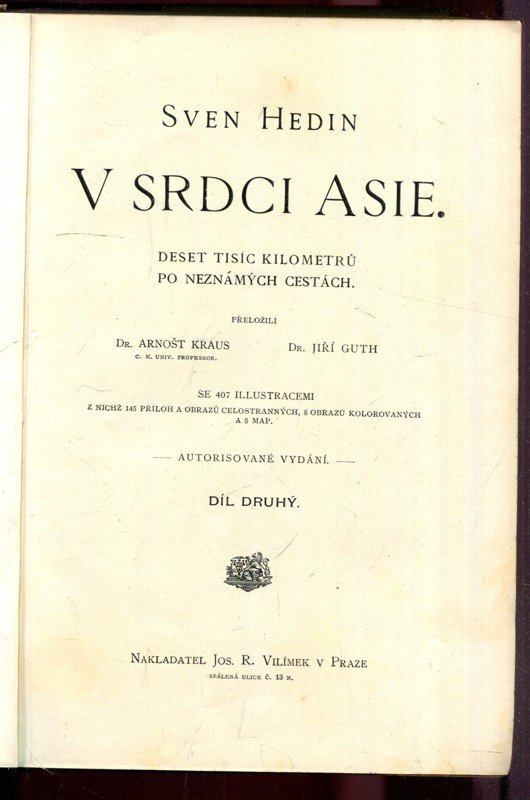 SVEN HEDIN
V SRDCI ASIE.
DESET TISÍC KILOMETRŮ
PO NEZNÁMÝCH CESTÁCH.
PŘELOŽILI
DR. ARNOŠT KRAUS
C. K. UNIV. PROFESSOR.
DR. JIŘÍ GUTH
SE 407 ILLUSTRACEMI
Z NICHŽ 145 PŘÍLOH A OBRAZŮ CELOSTRANNÝCH, 8 OBRAZŮ KOLOROVANÝCH
A 5 MAP.
— AUTORISOVANÉ VYDÁNÍ. —
DÍL DRUHÝ.
NAKLADATEL JOS. R. VILÍMEK V PRAZE
SPÁLENÁ ULICE Č. 13 N.